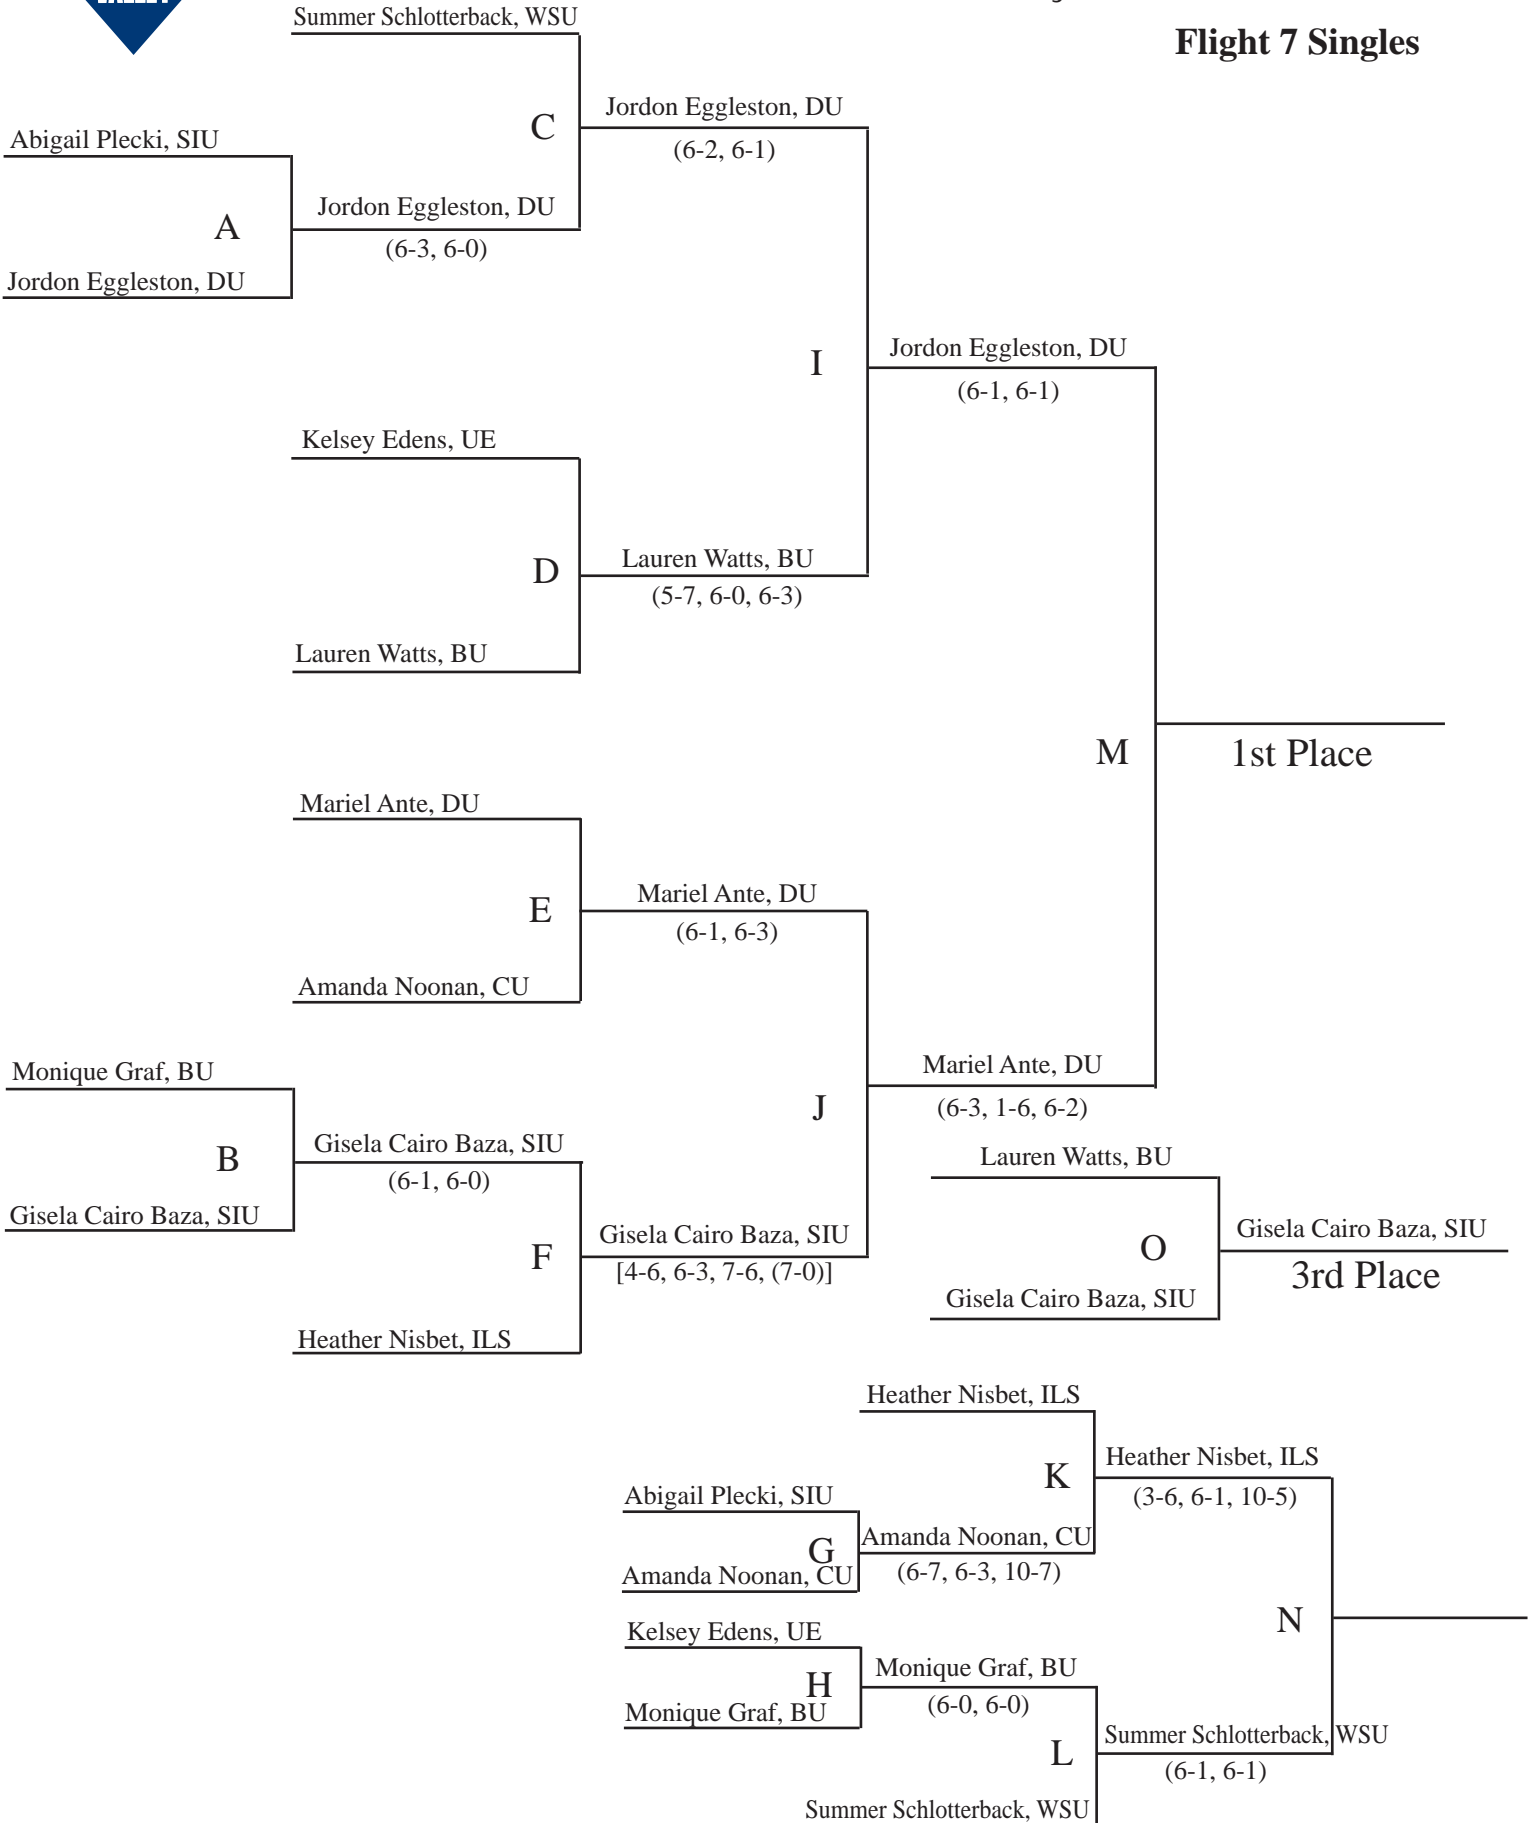 Flight 7 Singles
Summer Schlotterback, WSU
C
Jordon Eggleston, DU
(6-2, 6-1)
Abigail Plecki, SIU
A
Jordon Eggleston, DU
(6-3, 6-0)
Jordon Eggleston, DU
I
Jordon Eggleston, DU
(6-1, 6-1)
Kelsey Edens, UE
D
Lauren Watts, BU
(5-7, 6-0, 6-3)
Lauren Watts, BU
M
1st Place
Mariel Ante, DU
E
Mariel Ante, DU
(6-1, 6-3)
Amanda Noonan, CU
Monique Graf, BU
J
Mariel Ante, DU
(6-3, 1-6, 6-2)
B
Gisela Cairo Baza, SIU
(6-1, 6-0)
Gisela Cairo Baza, SIU
F
Gisela Cairo Baza, SIU
[4-6, 6-3, 7-6, (7-0)]
Heather Nisbet, ILS
Lauren Watts, BU
O
Gisela Cairo Baza, SIU
3rd Place
Gisela Cairo Baza, SIU
Heather Nisbet, ILS
K
Heather Nisbet, ILS
(3-6, 6-1, 10-5)
Abigail Plecki, SIU
G
Amanda Noonan, CU
(6-7, 6-3, 10-7)
Amanda Noonan, CU
N
Kelsey Edens, UE
H
Monique Graf, BU
(6-0, 6-0)
Monique Graf, BU
L
Summer Schlotterback, WSU
(6-1, 6-1)
Summer Schlotterback, WSU